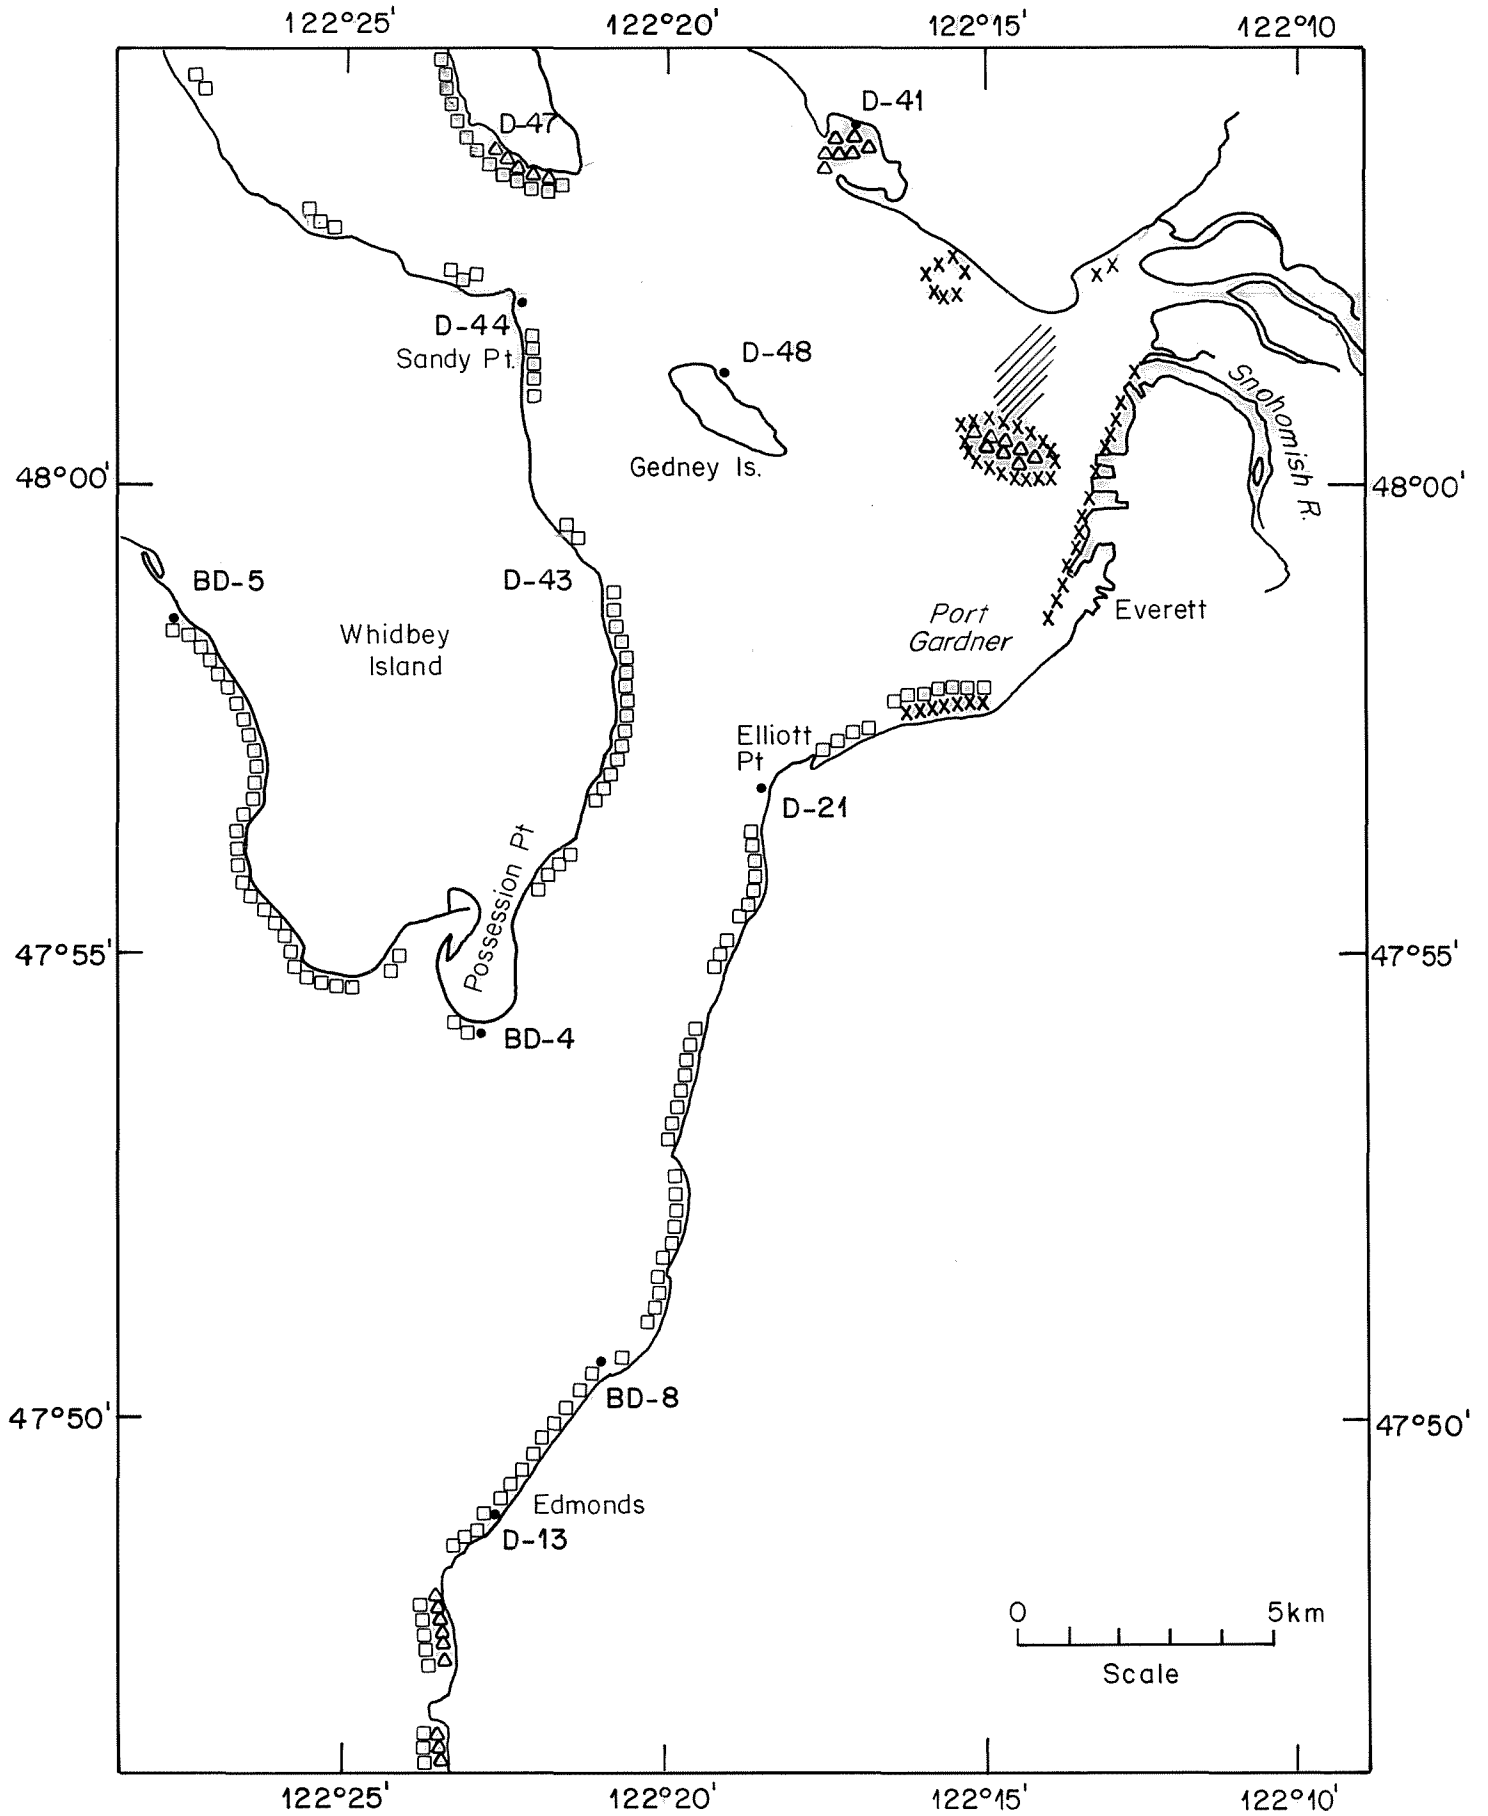 122°25'
122°20'
122°15'
122°10
D-47
D-41
D-44
Sandy Pt.
D-48
Gedney Is.
Snohomish R.
48°00'
48°00'
BD-5
D-43
Whidbey
Island
Port
Gardner
Everett
Elliott
Pt
D-21
Possession Pt
47°55'
47°55'
BD-4
47°50'
47°50'
BD-8
Edmonds
D-13
0
5km
Scale
122°25'
122°20'
122°15'
122°10'